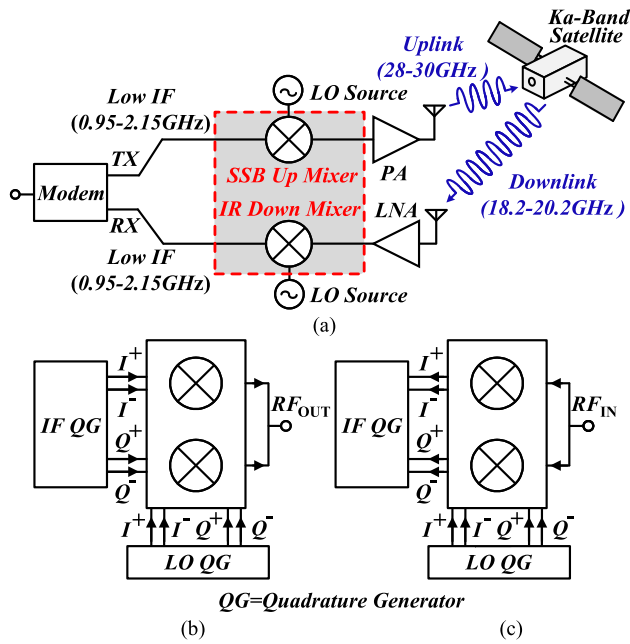 Ka-Band
Satellite
Uplink
(28-30GHz )
LO Source
Low IF
(0.95-2.15GHz)
TX
PA
SSB Up Mixer
Modem
IR Down Mixer
LNA
Downlink
(18.2-20.2GHz)
RX
Low IF
(0.95-2.15GHz)
LO Source
(a)
I+
I-
IF QG
Q+
Q-
RFOUT
I+ I- Q+ Q-
LO QG
I+
I-
IF QG
Q+
Q-
RFIN
I+ I- Q+ Q-
LO QG
QG=Quadrature Generator
(b)
(c)